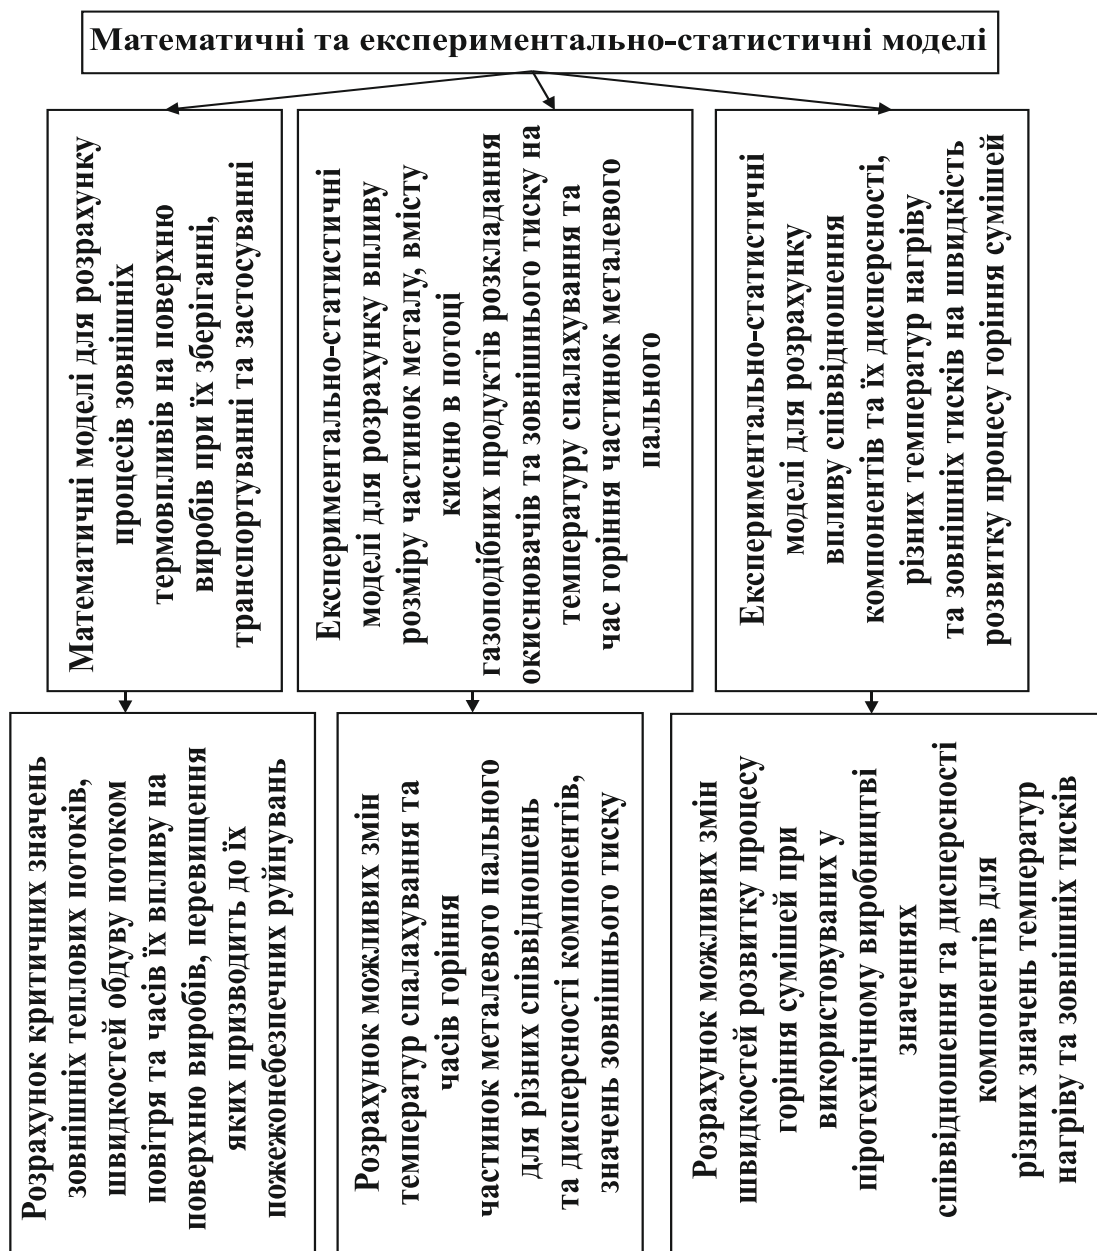 Математичні та експериментально-статистичні моделі
Математичні моделі для розрахунку
процесів зовнішніх
термовпливів на поверхню
виробів при їх зберіганні,
транспортуванні та застосуванні
Експериментально-статистичні
моделі для розрахунку впливу
розміру частинок металу, вмісту
кисню в потоці
газоподібних продуктів розкладання
окиснювачів та зовнішнього тиску на
температуру спалахування та
час горіння частинок металевого
пального
Експериментально-статистичні
моделі для розрахунку
впливу співвідношення
компонентів та їх дисперсності,
різних температур нагріву
та зовнішніх тисків на швидкість
розвитку процесу горіння сумішей
Розрахунок критичних значень
зовнішніх теплових потоків,
швидкостей обдуву потоком
повітря та часів їх впливу на
поверхню виробів, перевищення
яких призводить до їх
пожежонебезпечних руйнувань
Розрахунок можливих змін
температур спалахування та
часів горіння
частинок металевого пального
для різних співвідношень
та дисперсності компонентів,
значень зовнішнього тиску
Розрахунок можливих змін
швидкостей розвитку процесу
горіння сумішей при
використовуваних у
піротехнічному виробництві
значеннях
співвідношення та дисперсності
компонентів для
різних значень температур
нагріву та зовнішніх тисків